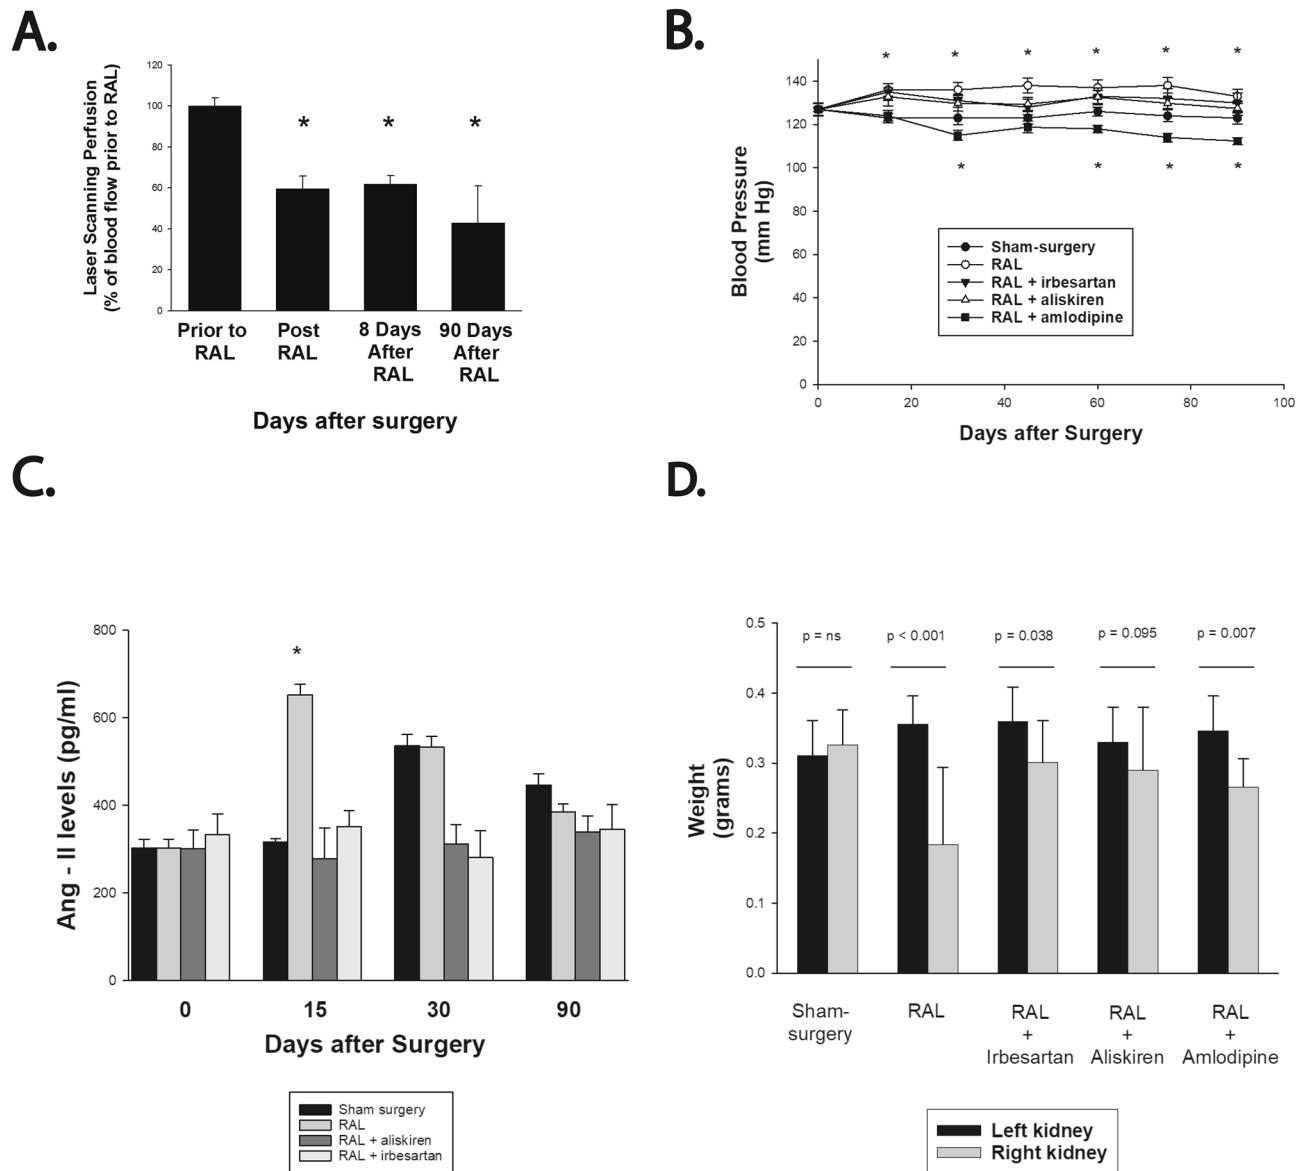 A.
Laser Scanning Perfusion
(% of blood flow prior to RAL)
120
100
80
60
40
20
0
*
*
*
Prior to
RAL
Post
RAL
8 Days
After
RAL
90 Days
After
RAL
Days after surgery
B.
Blood Pressure
(mm Hg)
140
120
100
80
60
40
20
0
* * * * * *
* * * *
Sham-surgery
RAL
RAL + irbesartan
RAL + aliskiren
RAL + amlodipine
0 20 40 60 80 100
Days after Surgery
C.
Ang - II levels (pg/ml)
800
600
400
200
0
*
0 15 30 90
Days after Surgery
Sham surgery
RAL
RAL + aliskiren
RAL + irbesartan
D.
Weight
(grams)
0.5
0.4
0.3
0.2
0.1
0.0
p = ns
p < 0.001
p = 0.038
p = 0.095
p = 0.007
Sham-
surgery
RAL
RAL
+
Irbesartan
RAL
+
Aliskiren
RAL
+
Amlodipine
Left kidney
Right kidney